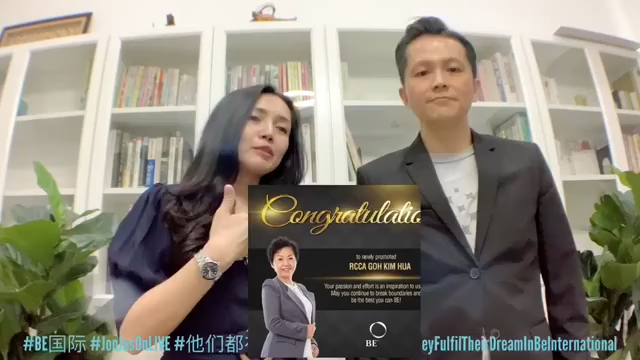 Congratulatio
to newly promoted
RCCA GOH KIM HUA
Your passion and effort is an inspiration to us
May you continue to break boundaries and
be the best you can BE!
BE
#BE国际 #JoeJosOnLIVE #他们都
eyFulfilTheirDreamInBeInternational